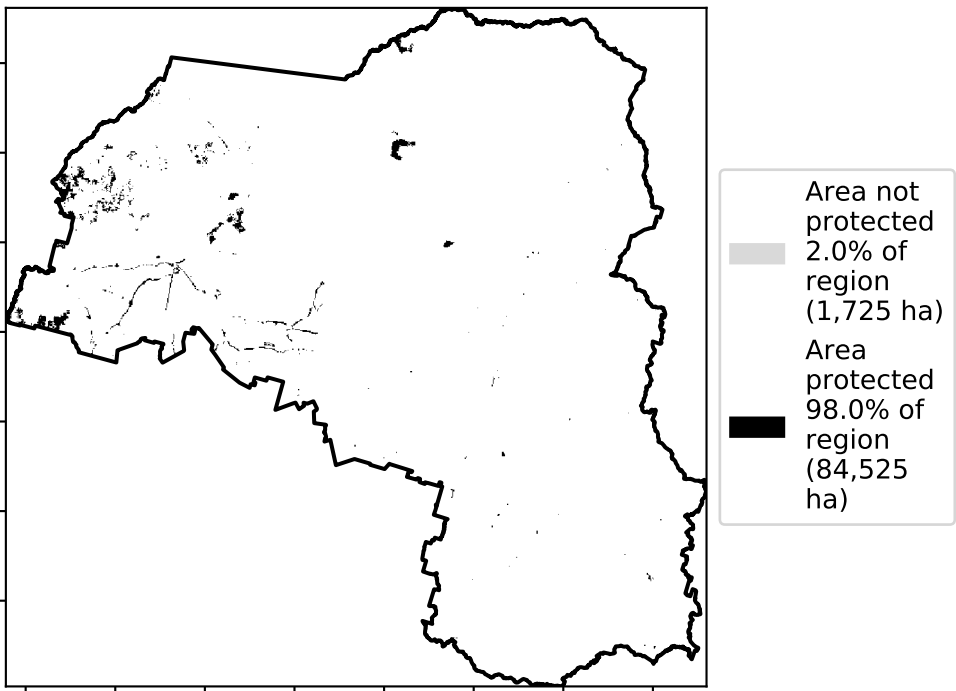 Area not
protected
2.0% of
region
(1,725 ha)
Area
protected
98.0% of
region
(84,525
ha)